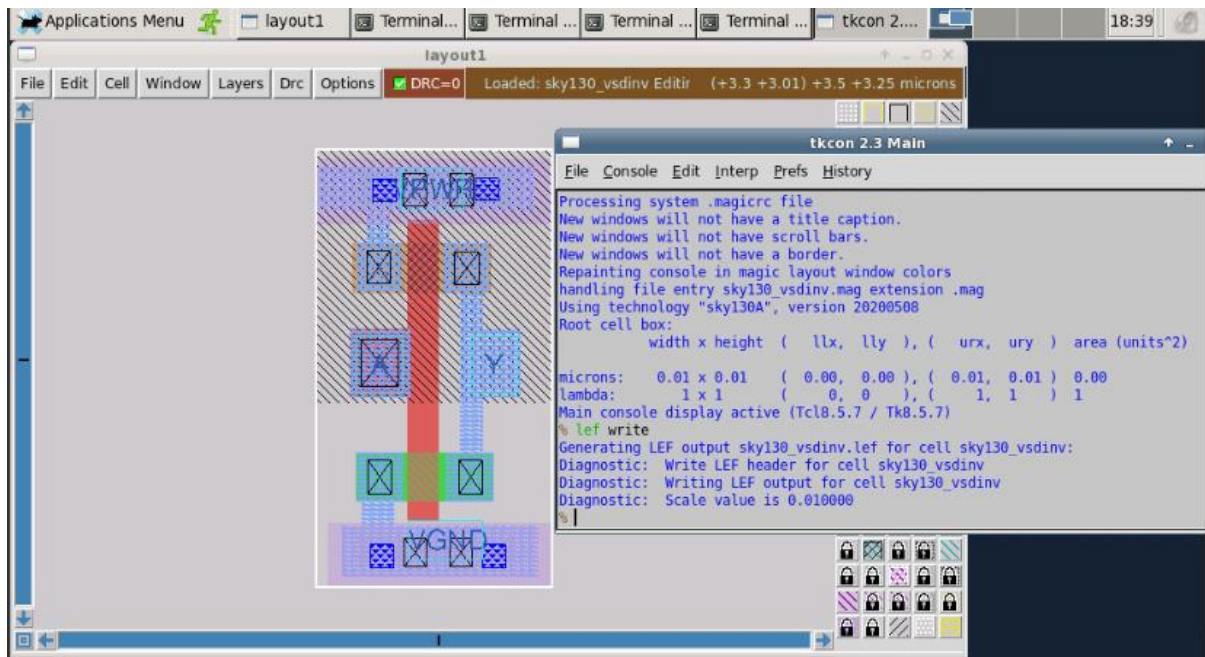 Applications Menu layout1 Terminal... Terminal ... Terminal ... Terminal ... tkcon 2.... 18:39
layout1
File Edit Cell Window Layers Drc Options DRC=0 Loaded: sky130_vsdinv Editir (+3.3 +3.01) +3.5 +3.25 microns
tkcon 2.3 Main
File Console Edit Interp Prefs History
Processing system .magicrc file
New windows will not have a title caption.
New windows will not have scroll bars.
New windows will not have a border.
Repainting console in magic layout window colors
handling file entry sky130_vsdinv.mag extension .mag
Using technology "sky130A", version 20200508
Root cell box:
width x height ( llx, lly ), ( urx, ury ) area (units^2)
microns: 0.01 x 0.01 ( 0.00, 0.00 ), ( 0.01, 0.01 ) 0.00
lambda: 1 x 1 ( 0, 0 ), ( 1, 1 ) 1
Main console display active (Tcl8.5.7 / Tk8.5.7)
% lef write
Generating LEF output sky130_vsdinv.lef for cell sky130_vsdinv:
Diagnostic: Write LEF header for cell sky130_vsdinv
Diagnostic: Writing LEF output for cell sky130_vsdinv
Diagnostic: Scale value is 0.010000
%
A
Y
VGND